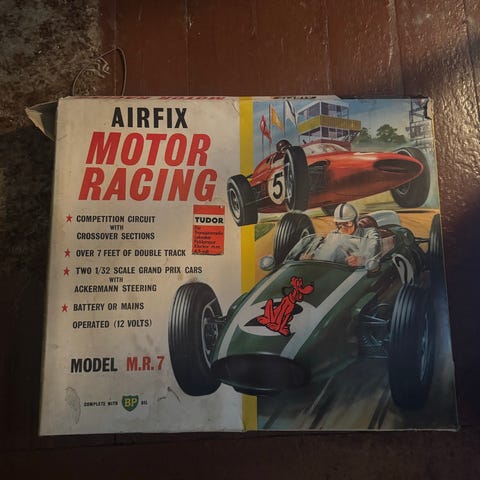 AIRFIX
MOTOR
RACING
★ COMPETITION CIRCUIT
WITH
CROSSOVER SECTIONS
★ OVER 7 FEET OF DOUBLE TRACK
★ TWO 1/32 SCALE GRAND PRIX CARS
WITH
ACKERMANN STEERING
★ BATTERY OR MAINS
OPERATED (12 VOLTS)
MODEL M.R.7
COMPLETE WITH BP OIL
TUDOR
5